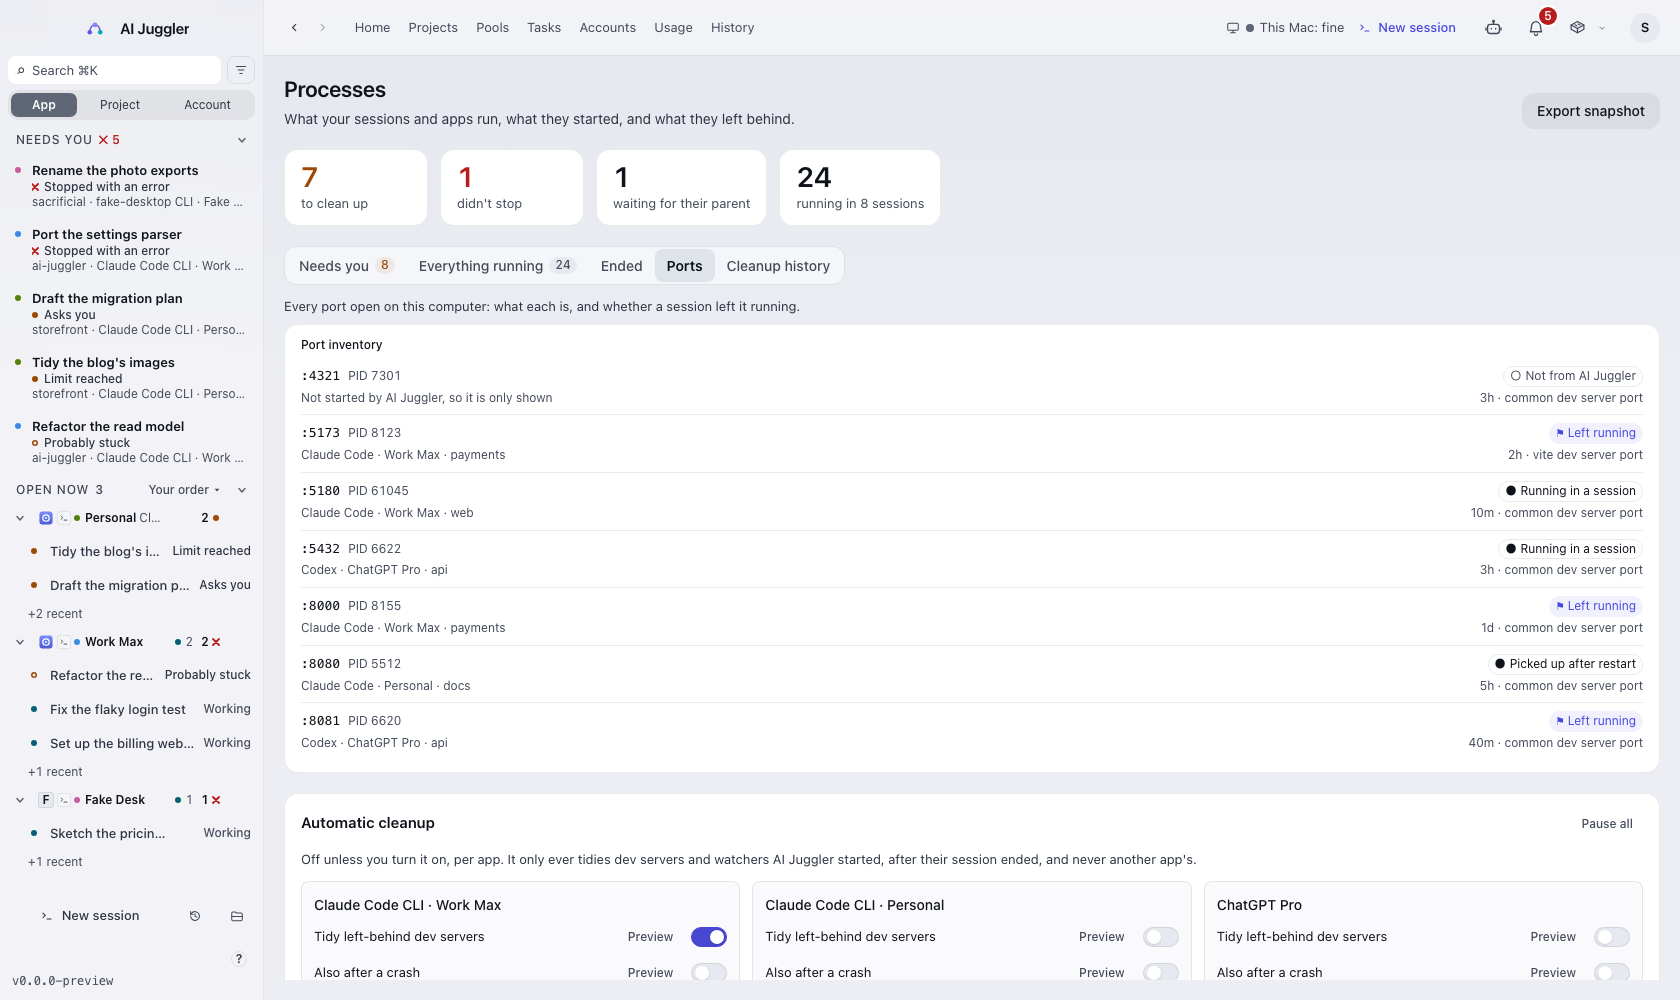 AI Juggler
Search ⌘K
App Project Account
NEEDS YOU 5
Rename the photo exports
Stopped with an error
sacrificial · fake-desktop CLI · Fake ...
Port the settings parser
Stopped with an error
ai-juggler · Claude Code CLI · Work ...
Draft the migration plan
Asks you
storefront · Claude Code CLI · Perso...
Tidy the blog's images
Limit reached
storefront · Claude Code CLI · Perso...
Refactor the read model
Probably stuck
ai-juggler · Claude Code CLI · Work ...
OPEN NOW 3 Your order
Personal Cl... 2
Tidy the blog's i... Limit reached
Draft the migration p... Asks you
+2 recent
Work Max 2 2
Refactor the re... Probably stuck
Fix the flaky login test Working
Set up the billing web... Working
+1 recent
F Fake Desk 1 1
Sketch the pricin... Working
+1 recent
New session
?
v0.0.0-preview
Home Projects Pools Tasks Accounts Usage History
This Mac: fine New session 5 S
Processes
What your sessions and apps run, what they started, and what they left behind.
Export snapshot
7 to clean up
1 didn't stop
1 waiting for their parent
24 running in 8 sessions
Needs you 8 Everything running 24 Ended Ports Cleanup history
Every port open on this computer: what each is, and whether a session left it running.
Port inventory
:4321 PID 7301 Not from AI Juggler
Not started by AI Juggler, so it is only shown 3h · common dev server port
:5173 PID 8123 Left running
Claude Code · Work Max · payments 2h · vite dev server port
:5180 PID 61045 Running in a session
Claude Code · Work Max · web 10m · common dev server port
:5432 PID 6622 Running in a session
Codex · ChatGPT Pro · api 3h · common dev server port
:8000 PID 8155 Left running
Claude Code · Work Max · payments 1d · common dev server port
:8080 PID 5512 Picked up after restart
Claude Code · Personal · docs 5h · common dev server port
:8081 PID 6620 Left running
Codex · ChatGPT Pro · api 40m · common dev server port
Automatic cleanup Pause all
Off unless you turn it on, per app. It only ever tidies dev servers and watchers AI Juggler started, after their session ended, and never another app's.
Claude Code CLI · Work Max
Tidy left-behind dev servers Preview
Also after a crash Preview
Claude Code CLI · Personal
Tidy left-behind dev servers Preview
Also after a crash Preview
ChatGPT Pro
Tidy left-behind dev servers Preview
Also after a crash Preview